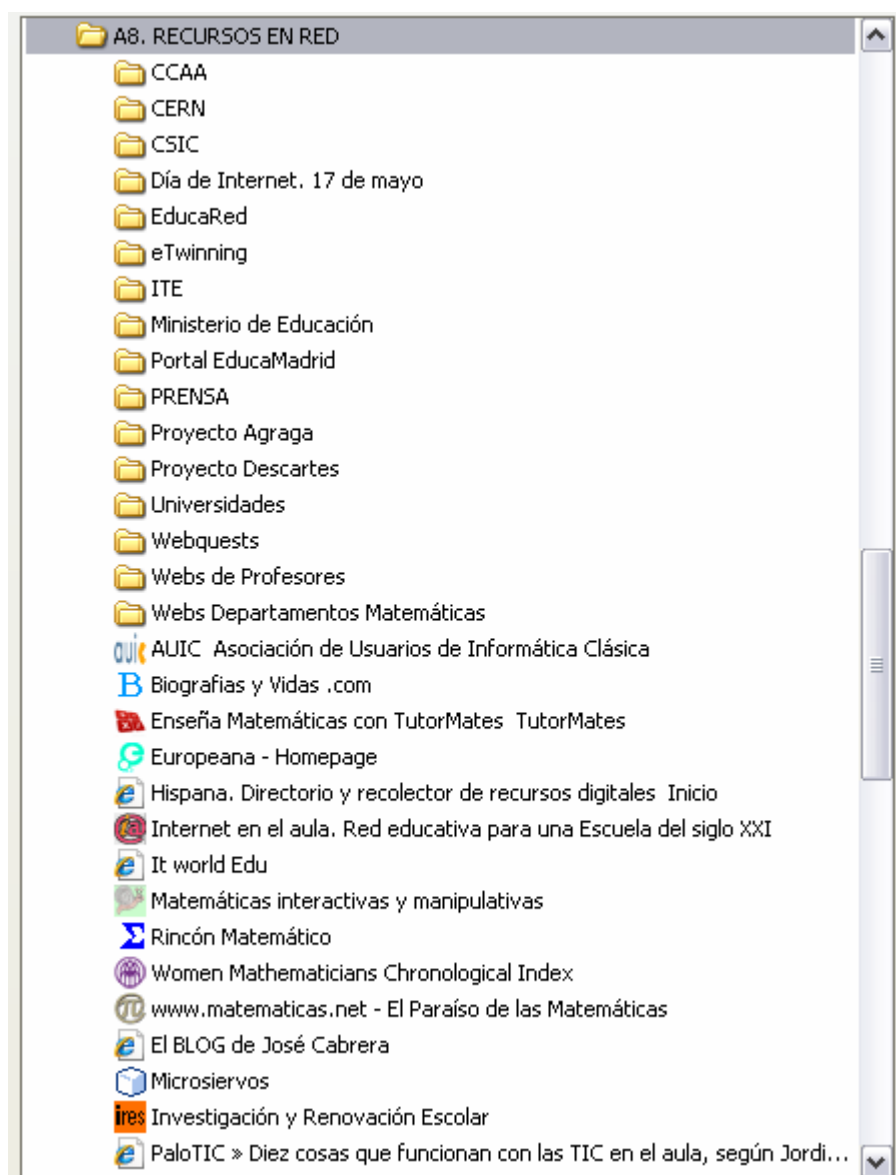 A8. RECURSOS EN RED
CCAA
CERN
CSIC
Día de Internet. 17 de mayo
EducaRed
eTwinning
ITE
Ministerio de Educación
Portal EducaMadrid
PRENSA
Proyecto Agraga
Proyecto Descartes
Universidades
Webquests
Webs de Profesores
Webs Departamentos Matemáticas
auic AUIC Asociación de Usuarios de Informática Clásica
B Biografias y Vidas .com
Enseña Matemáticas con TutorMates TutorMates
Europeana - Homepage
Hispana. Directorio y recolector de recursos digitales Inicio
Internet en el aula. Red educativa para una Escuela del siglo XXI
It world Edu
Matemáticas interactivas y manipulativas
Σ Rincón Matemático
Women Mathematicians Chronological Index
www.matematicas.net - El Paraíso de las Matemáticas
El BLOG de José Cabrera
Microsiervos
ires Investigación y Renovación Escolar
PaloTIC » Diez cosas que funcionan con las TIC en el aula, según Jordi...